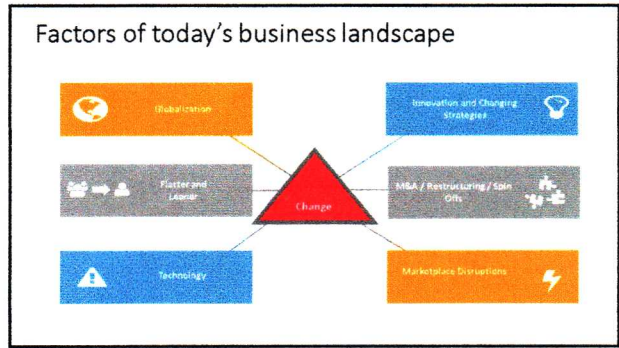 Factors of today's business landscape
Globalization
Innovation and Changing
Strategies
Flatter and
Leaner
M&A / Restructuring / Spin
Offs
Change
Technology
Marketplace Disruptions